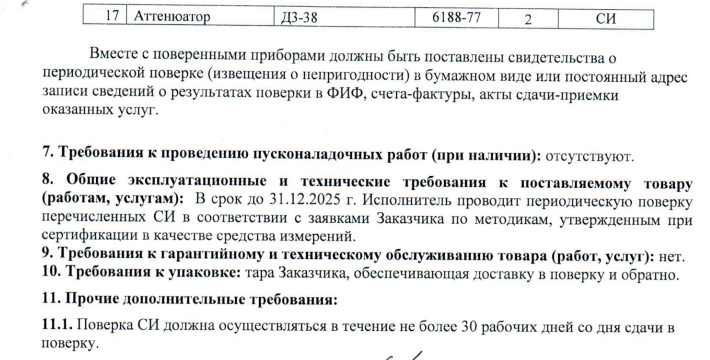 17 Аттенюатор Д3-38 6188-77 2 СИ
Вместе с поверенными приборами должны быть поставлены свидетельства о
периодической поверке (извещения о непригодности) в бумажном виде или постоянный адрес
записи сведений о результатах поверки в ФИФ, счета-фактуры, акты сдачи-приемки
оказанных услуг.
7. Требования к проведению пусконаладочных работ (при наличии): отсутствуют.
8. Общие эксплуатационные и технические требования к поставляемому товару
(работам, услугам): В срок до 31.12.2025 г. Исполнитель проводит периодическую поверку
перечисленных СИ в соответствии с заявками Заказчика по методикам, утвержденным при
сертификации в качестве средства измерений.
9. Требования к гарантийному и техническому обслуживанию товара (работ, услуг): нет.
10. Требования к упаковке: тара Заказчика, обеспечивающая доставку в поверку и обратно.
11. Прочие дополнительные требования:
11.1. Поверка СИ должна осуществляться в течение не более 30 рабочих дней со дня сдачи в
поверку.